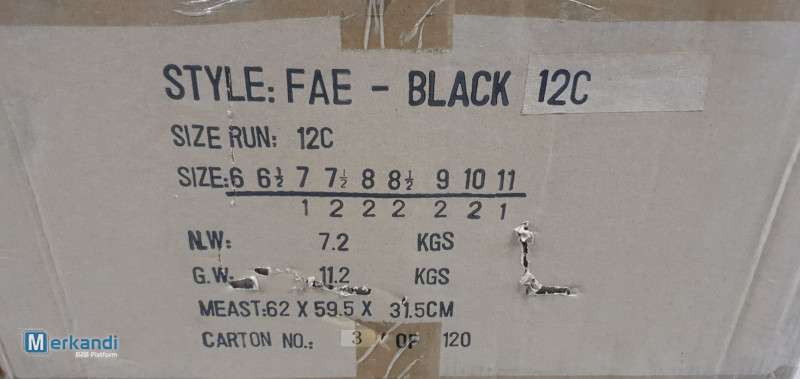 STYLE: FAE - BLACK 12C
SIZE RUN: 12C
SIZE: 6 6½ 7 7½ 8 8½ 9 10 11
1 2 2 2 2 2 1
N.W: 7.2 KGS
G.W: 11.2 KGS
MEAST: 62 X 59.5 X 31.5CM
CARTON NO.: 3 OF 120
Merkandi
B2B Platform